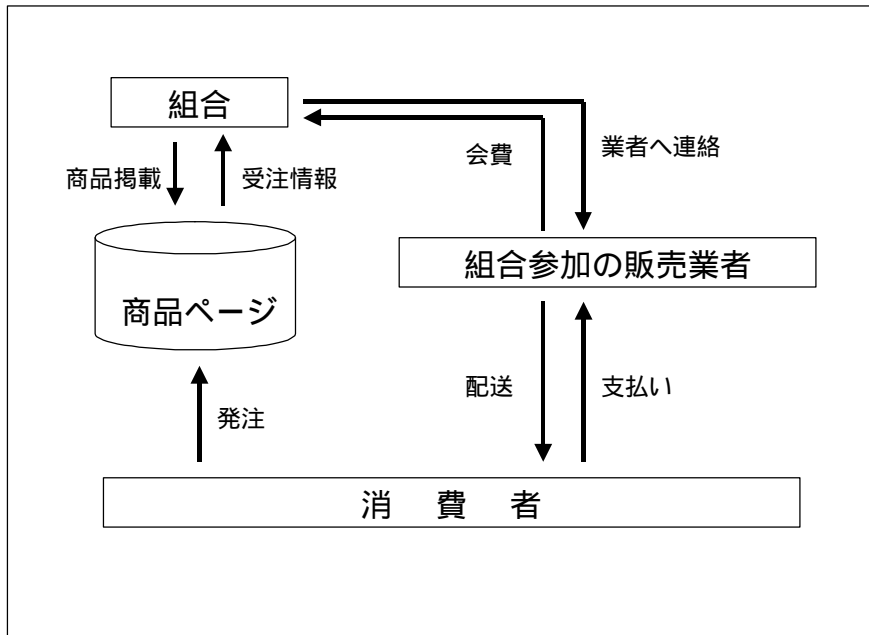 組合
会費
業者へ連絡
商品掲載
受注情報
組合参加の販売業者
商品ページ
配送
支払い
発注
消 費 者